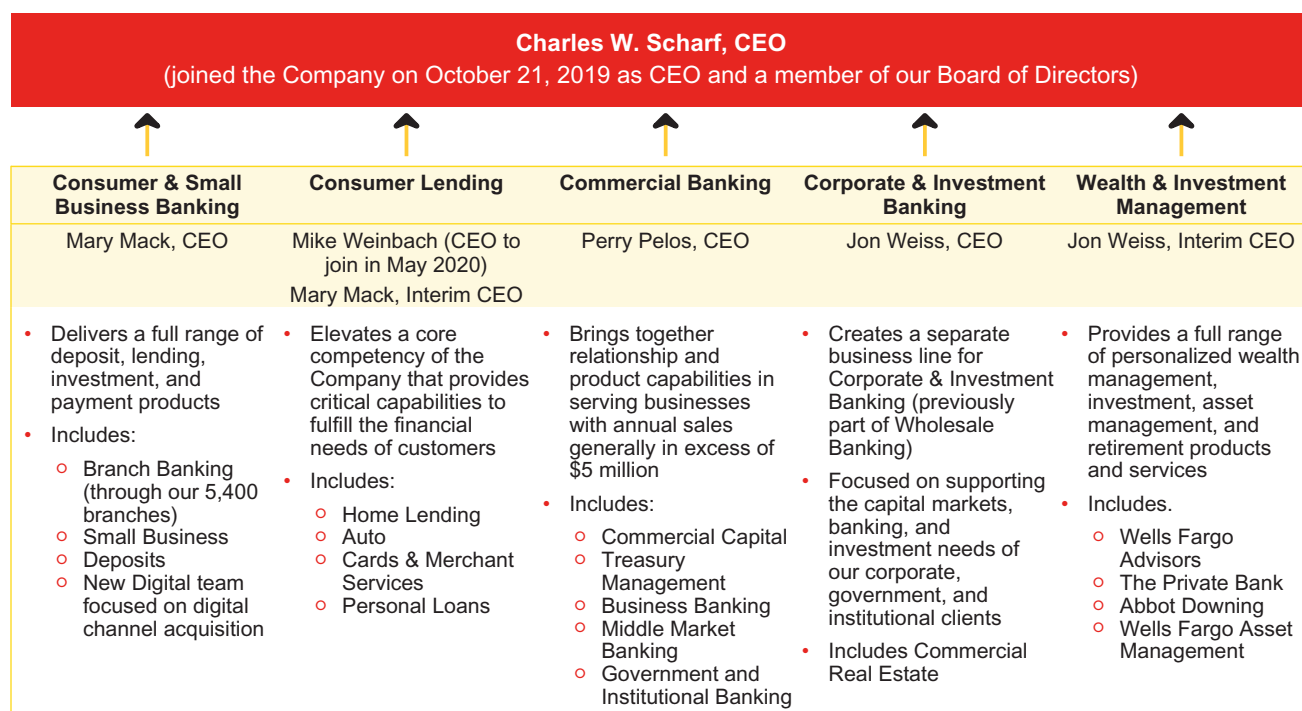 Charles W. Scharf, CEO
(joined the Company on October 21, 2019 as CEO and a member of our Board of Directors)
Consumer & Small
Business Banking
Mary Mack, CEO
• Delivers a full range of
deposit, lending,
investment, and
payment products
• Includes:
o Branch Banking
(through our 5,400
branches)
o Small Business
o Deposits
o New Digital team
focused on digital
channel acquisition
Consumer Lending
Mike Weinbach (CEO to
join in May 2020)
Mary Mack, Interim CEO
• Elevates a core
competency of the
Company that provides
critical capabilities to
fulfill the financial
needs of customers
• Includes:
o Home Lending
o Auto
o Cards & Merchant
Services
o Personal Loans
Commercial Banking
Perry Pelos, CEO
• Brings together
relationship and
product capabilities in
serving businesses
with annual sales
generally in excess of
$5 million
• Includes:
o Commercial Capital
o Treasury
Management
o Business Banking
o Middle Market
Banking
o Government and
Institutional Banking
Corporate & Investment
Banking
Jon Weiss, CEO
• Creates a separate
business line for
Corporate & Investment
Banking (previously
part of Wholesale
Banking)
• Focused on supporting
the capital markets,
banking, and
investment needs of
our corporate,
government, and
institutional clients
• Includes Commercial
Real Estate
Wealth & Investment
Management
Jon Weiss, Interim CEO
• Provides a full range
of personalized wealth
management,
investment, asset
management, and
retirement products
and services
• Includes.
o Wells Fargo
Advisors
o The Private Bank
o Abbot Downing
o Wells Fargo Asset
Management